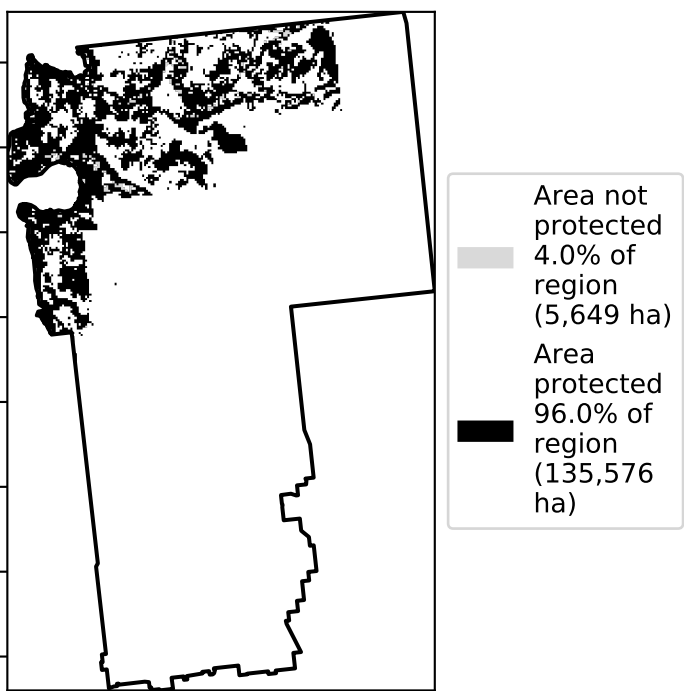 Area not
protected
4.0% of
region
(5,649 ha)
Area
protected
96.0% of
region
(135,576
ha)